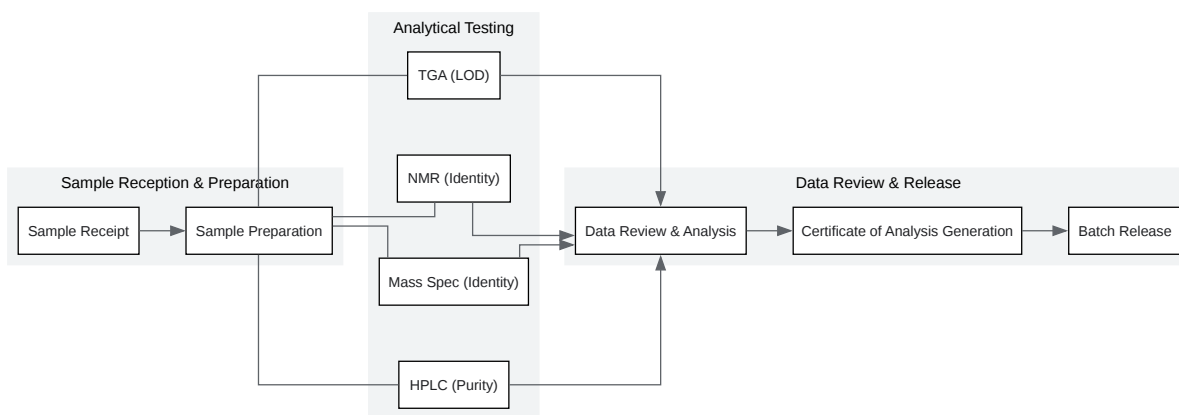 Analytical Testing
TGA (LOD)
NMR (Identity)
Mass Spec (Identity)
HPLC (Purity)
Sample Reception & Preparation
Sample Receipt
Sample Preparation
Data Review & Release
Data Review & Analysis
Certificate of Analysis Generation
Batch Release